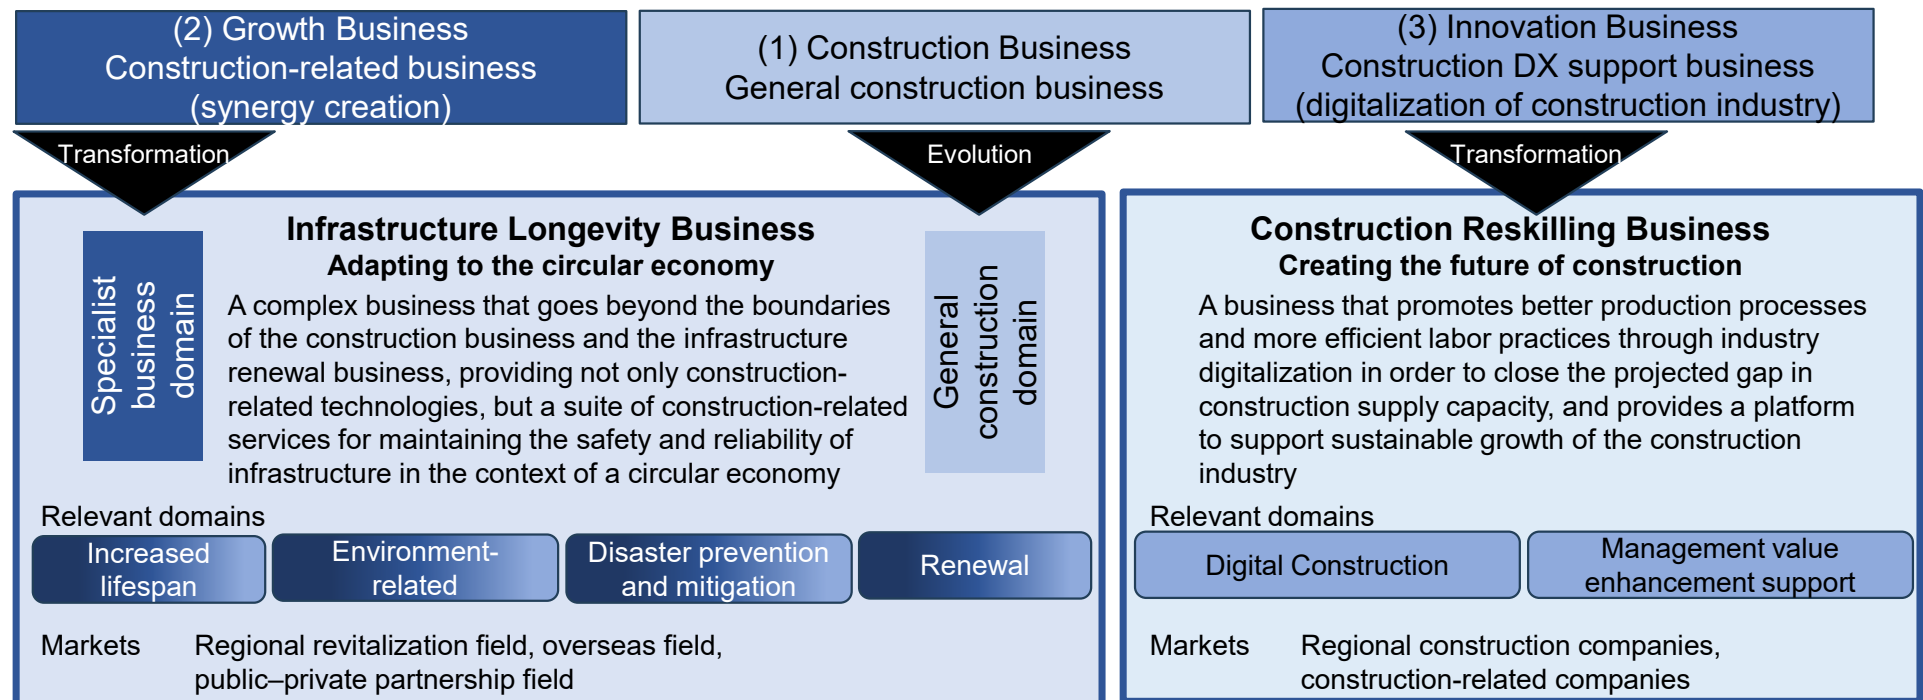 (2) Growth Business
Construction-related business
(synergy creation)
(1) Construction Business
General construction business
(3) Innovation Business
Construction DX support business
(digitalization of construction industry)
Transformation
Evolution
Transformation
Infrastructure Longevity Business
Adapting to the circular economy
Specialist
business
domain
A complex business that goes beyond the boundaries
of the construction business and the infrastructure
renewal business, providing not only construction-
related technologies, but a suite of construction-related
services for maintaining the safety and reliability of
infrastructure in the context of a circular economy
General
construction
domain
Relevant domains
Increased
lifespan
Environment-
related
Disaster prevention
and mitigation
Renewal
Markets
Regional revitalization field, overseas field,
public–private partnership field
Construction Reskilling Business
Creating the future of construction
A business that promotes better production processes
and more efficient labor practices through industry
digitalization in order to close the projected gap in
construction supply capacity, and provides a platform
to support sustainable growth of the construction
industry
Relevant domains
Digital Construction
Management value
enhancement support
Markets
Regional construction companies,
construction-related companies